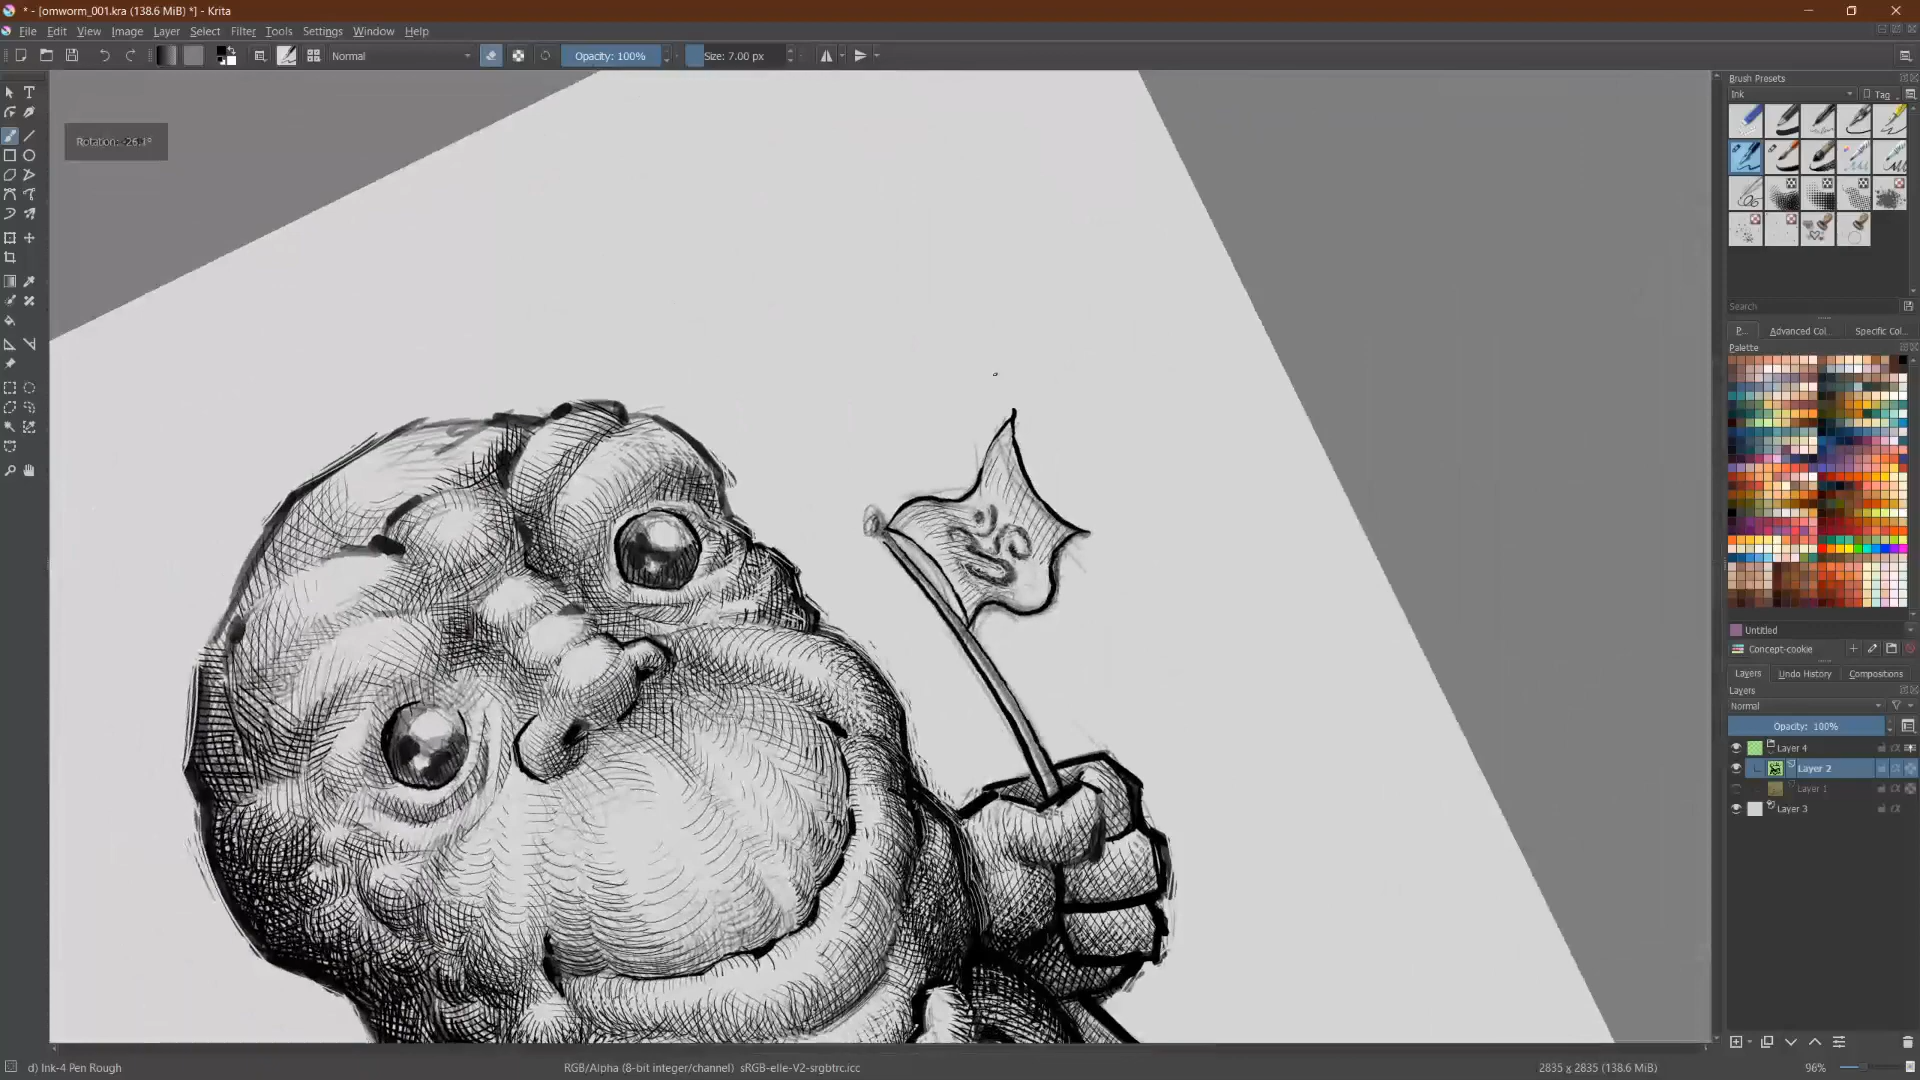 * - [omworm_001.kra (138.6 MiB) *] - Krita
File Edit View Image Layer Select Filter Tools Settings Window Help
Normal
Opacity: 100%
Size: 7.00 px
Rotation: -26.1°
Brush Presets
Ink
Tag
Search
P...
Advanced Col...
Specific Col...
Palette
Untitled
Concept-cookie
Layers
Undo History
Compositions
Layers
Normal
Opacity: 100%
Layer 4
Layer 2
Layer 1
Layer 3
d) Ink-4 Pen Rough
RGB/Alpha (8-bit integer/channel) sRGB-elle-V2-srgbtrc.icc
2835 x 2835 (138.6 MiB)
96%